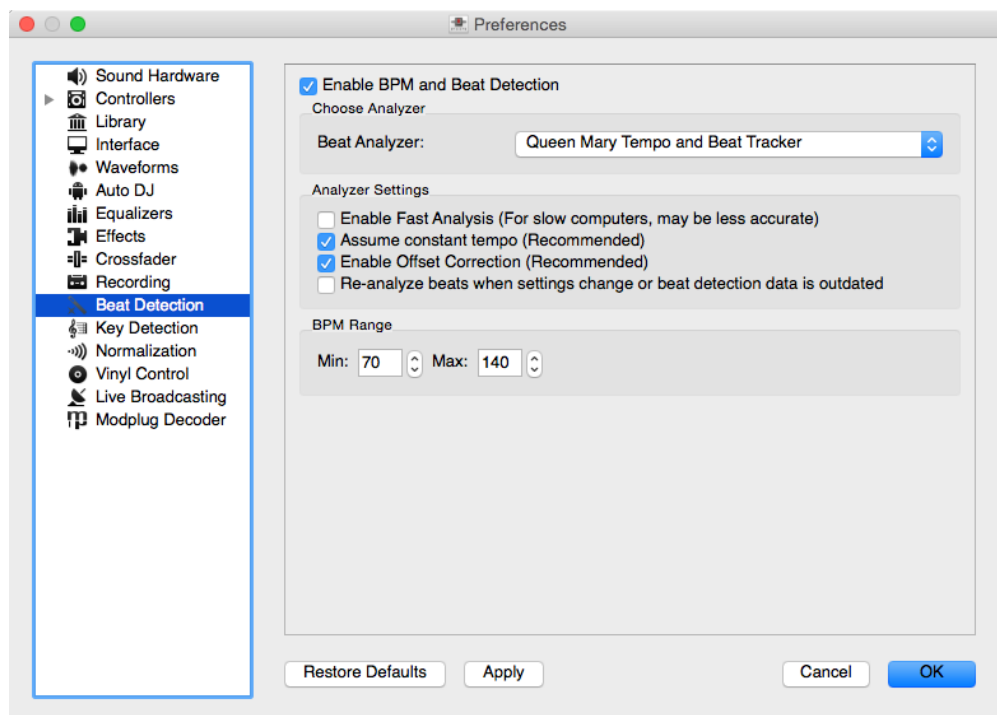 Preferences
Sound Hardware
Controllers
Library
Interface
Waveforms
Auto DJ
Equalizers
Effects
Crossfader
Recording
Beat Detection
Key Detection
Normalization
Vinyl Control
Live Broadcasting
Modplug Decoder
Enable BPM and Beat Detection
Choose Analyzer
Beat Analyzer: Queen Mary Tempo and Beat Tracker
Analyzer Settings
Enable Fast Analysis (For slow computers, may be less accurate)
Assume constant tempo (Recommended)
Enable Offset Correction (Recommended)
Re-analyze beats when settings change or beat detection data is outdated
BPM Range
Min: 70 Max: 140
Restore Defaults Apply Cancel OK